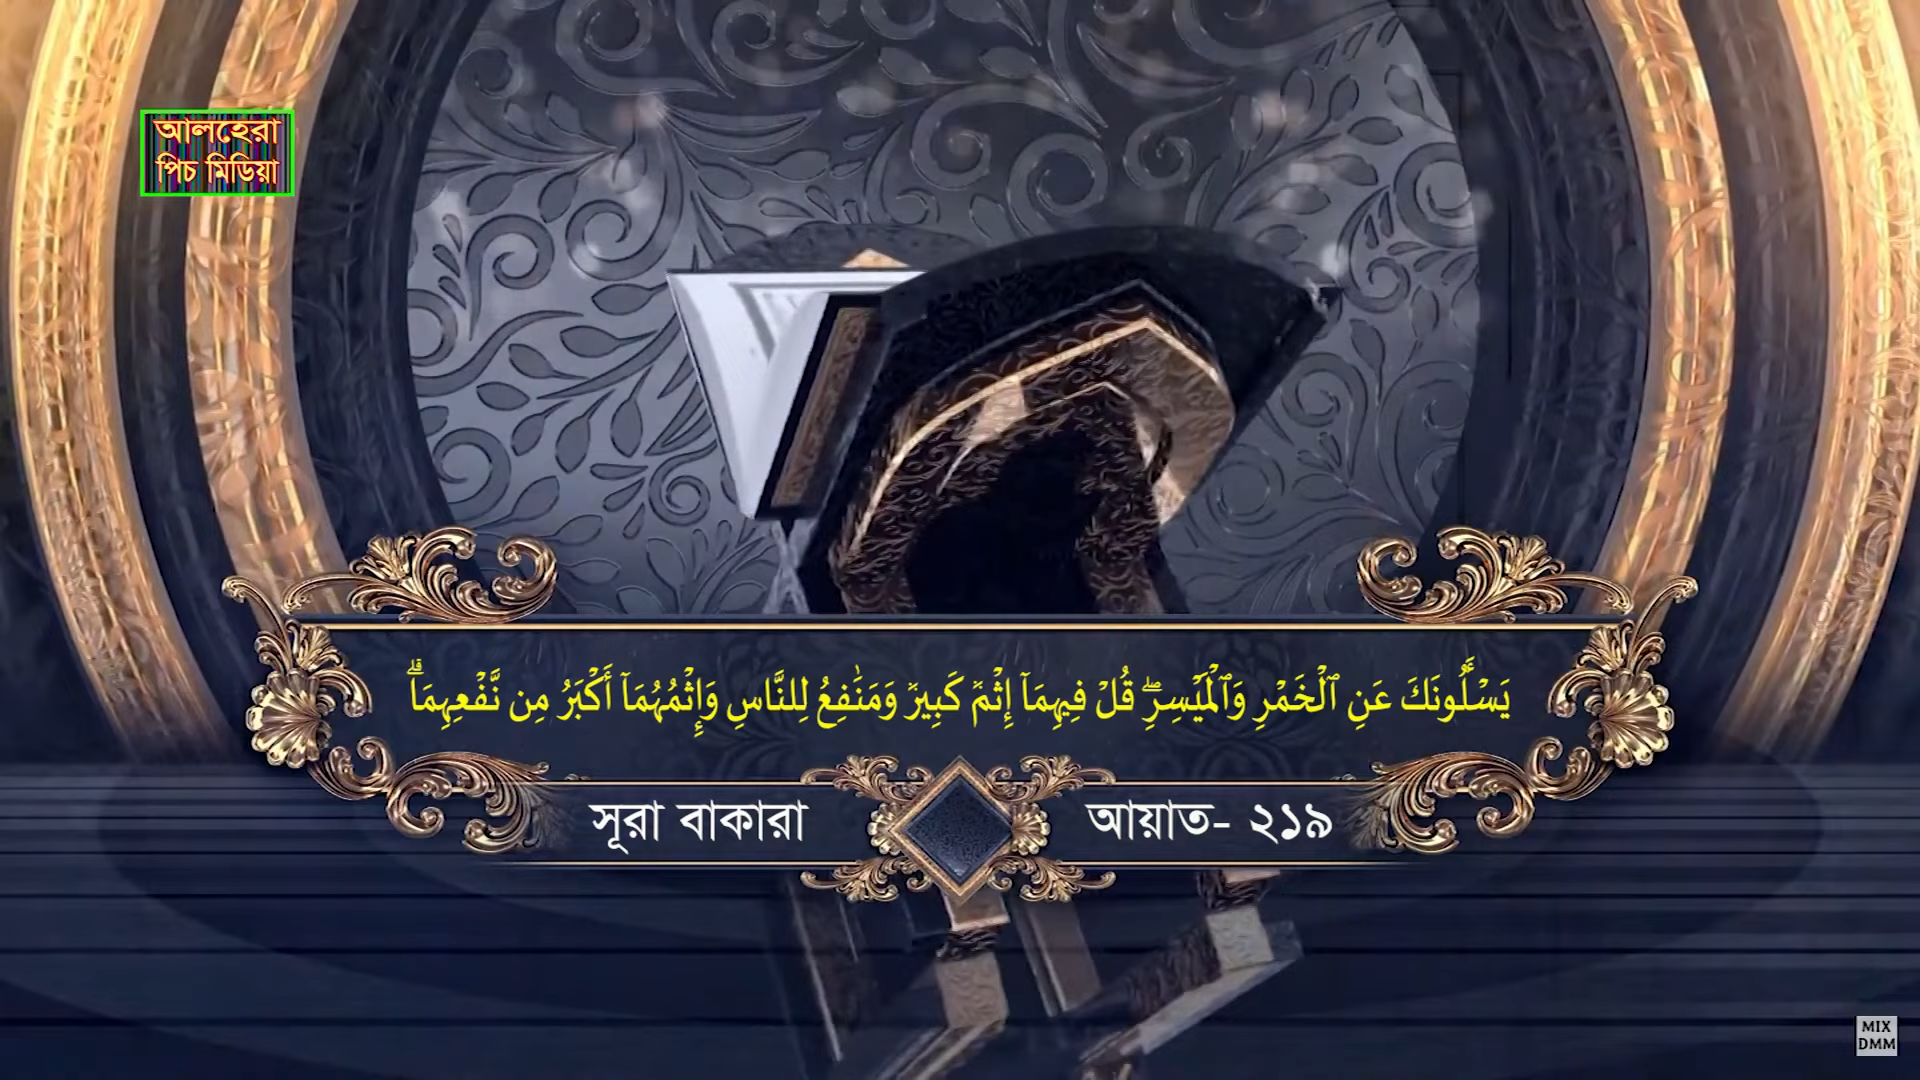 আলহেরা
পিচ মিডিয়া
يَسْـَٔلُونَكَ عَنِ ٱلْخَمْرِ وَٱلْمَيْسِرِ ۖ قُلْ فِيهِمَآ إِثْمٌ كَبِيرٌ وَمَنَٰفِعُ لِلنَّاسِ وَإِثْمُهُمَآ أَكْبَرُ مِن نَّفْعِهِمَا ۗ
সূরা বাকারা
আয়াত- ২১৯
MIX
DMM